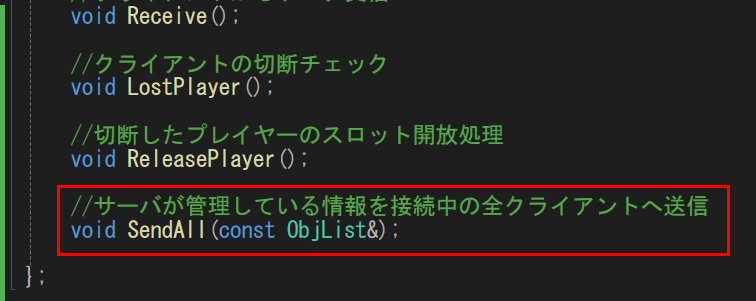 void Receive();
//クライアントの切断チェック
void LostPlayer();
//切断したプレイヤーのスロット開放処理
void ReleasePlayer();
//サーバが管理している情報を接続中の全クライアントへ送信
void SendAll(const ObjList&);
};